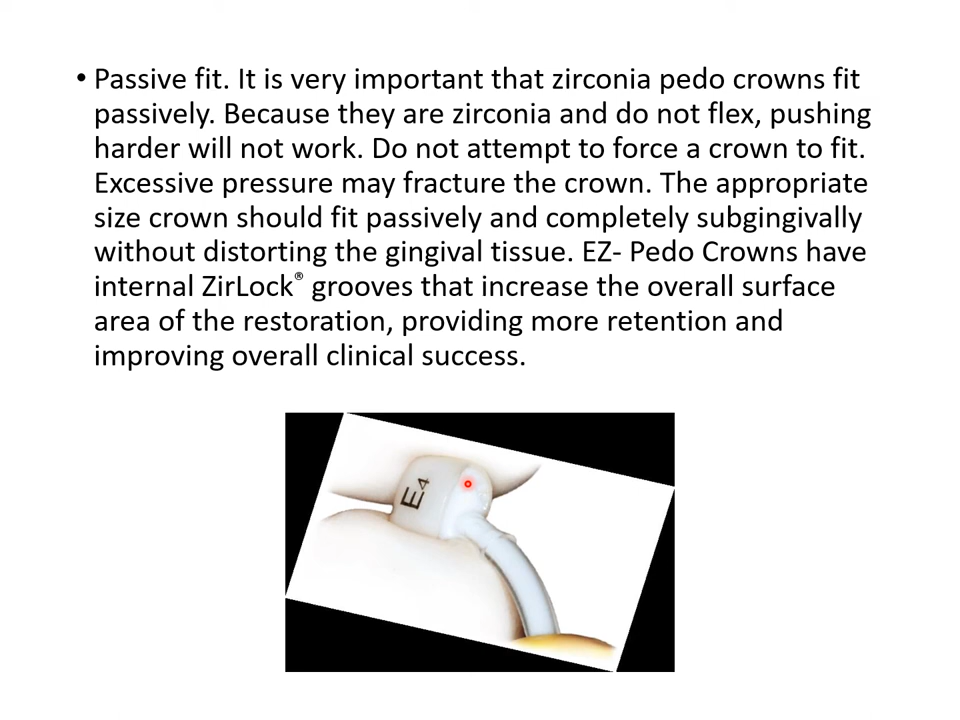 • Passive fit. It is very important that zirconia pedo crowns fit
passively. Because they are zirconia and do not flex, pushing
harder will not work. Do not attempt to force a crown to fit.
Excessive pressure may fracture the crown. The appropriate
size crown should fit passively and completely subgingivally
without distorting the gingival tissue. EZ- Pedo Crowns have
internal ZirLock® grooves that increase the overall surface
area of the restoration, providing more retention and
improving overall clinical success.
E4